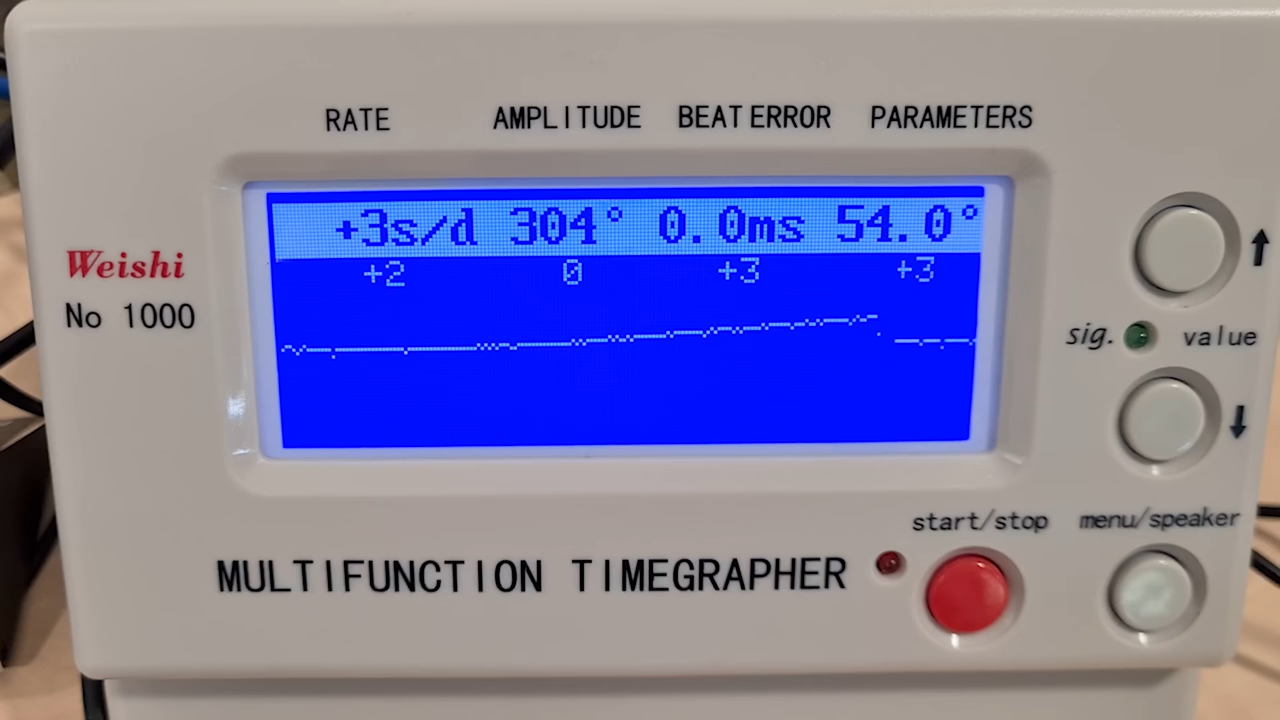 RATE AMPLITUDE BEAT ERROR PARAMETERS
+3s/d 304° 0.0ms 54.0°
+2 0 +3 +3
Weishi
No 1000
sig. value
start/stop menu/speaker
MULTIFUNCTION TIMEGRAPHER